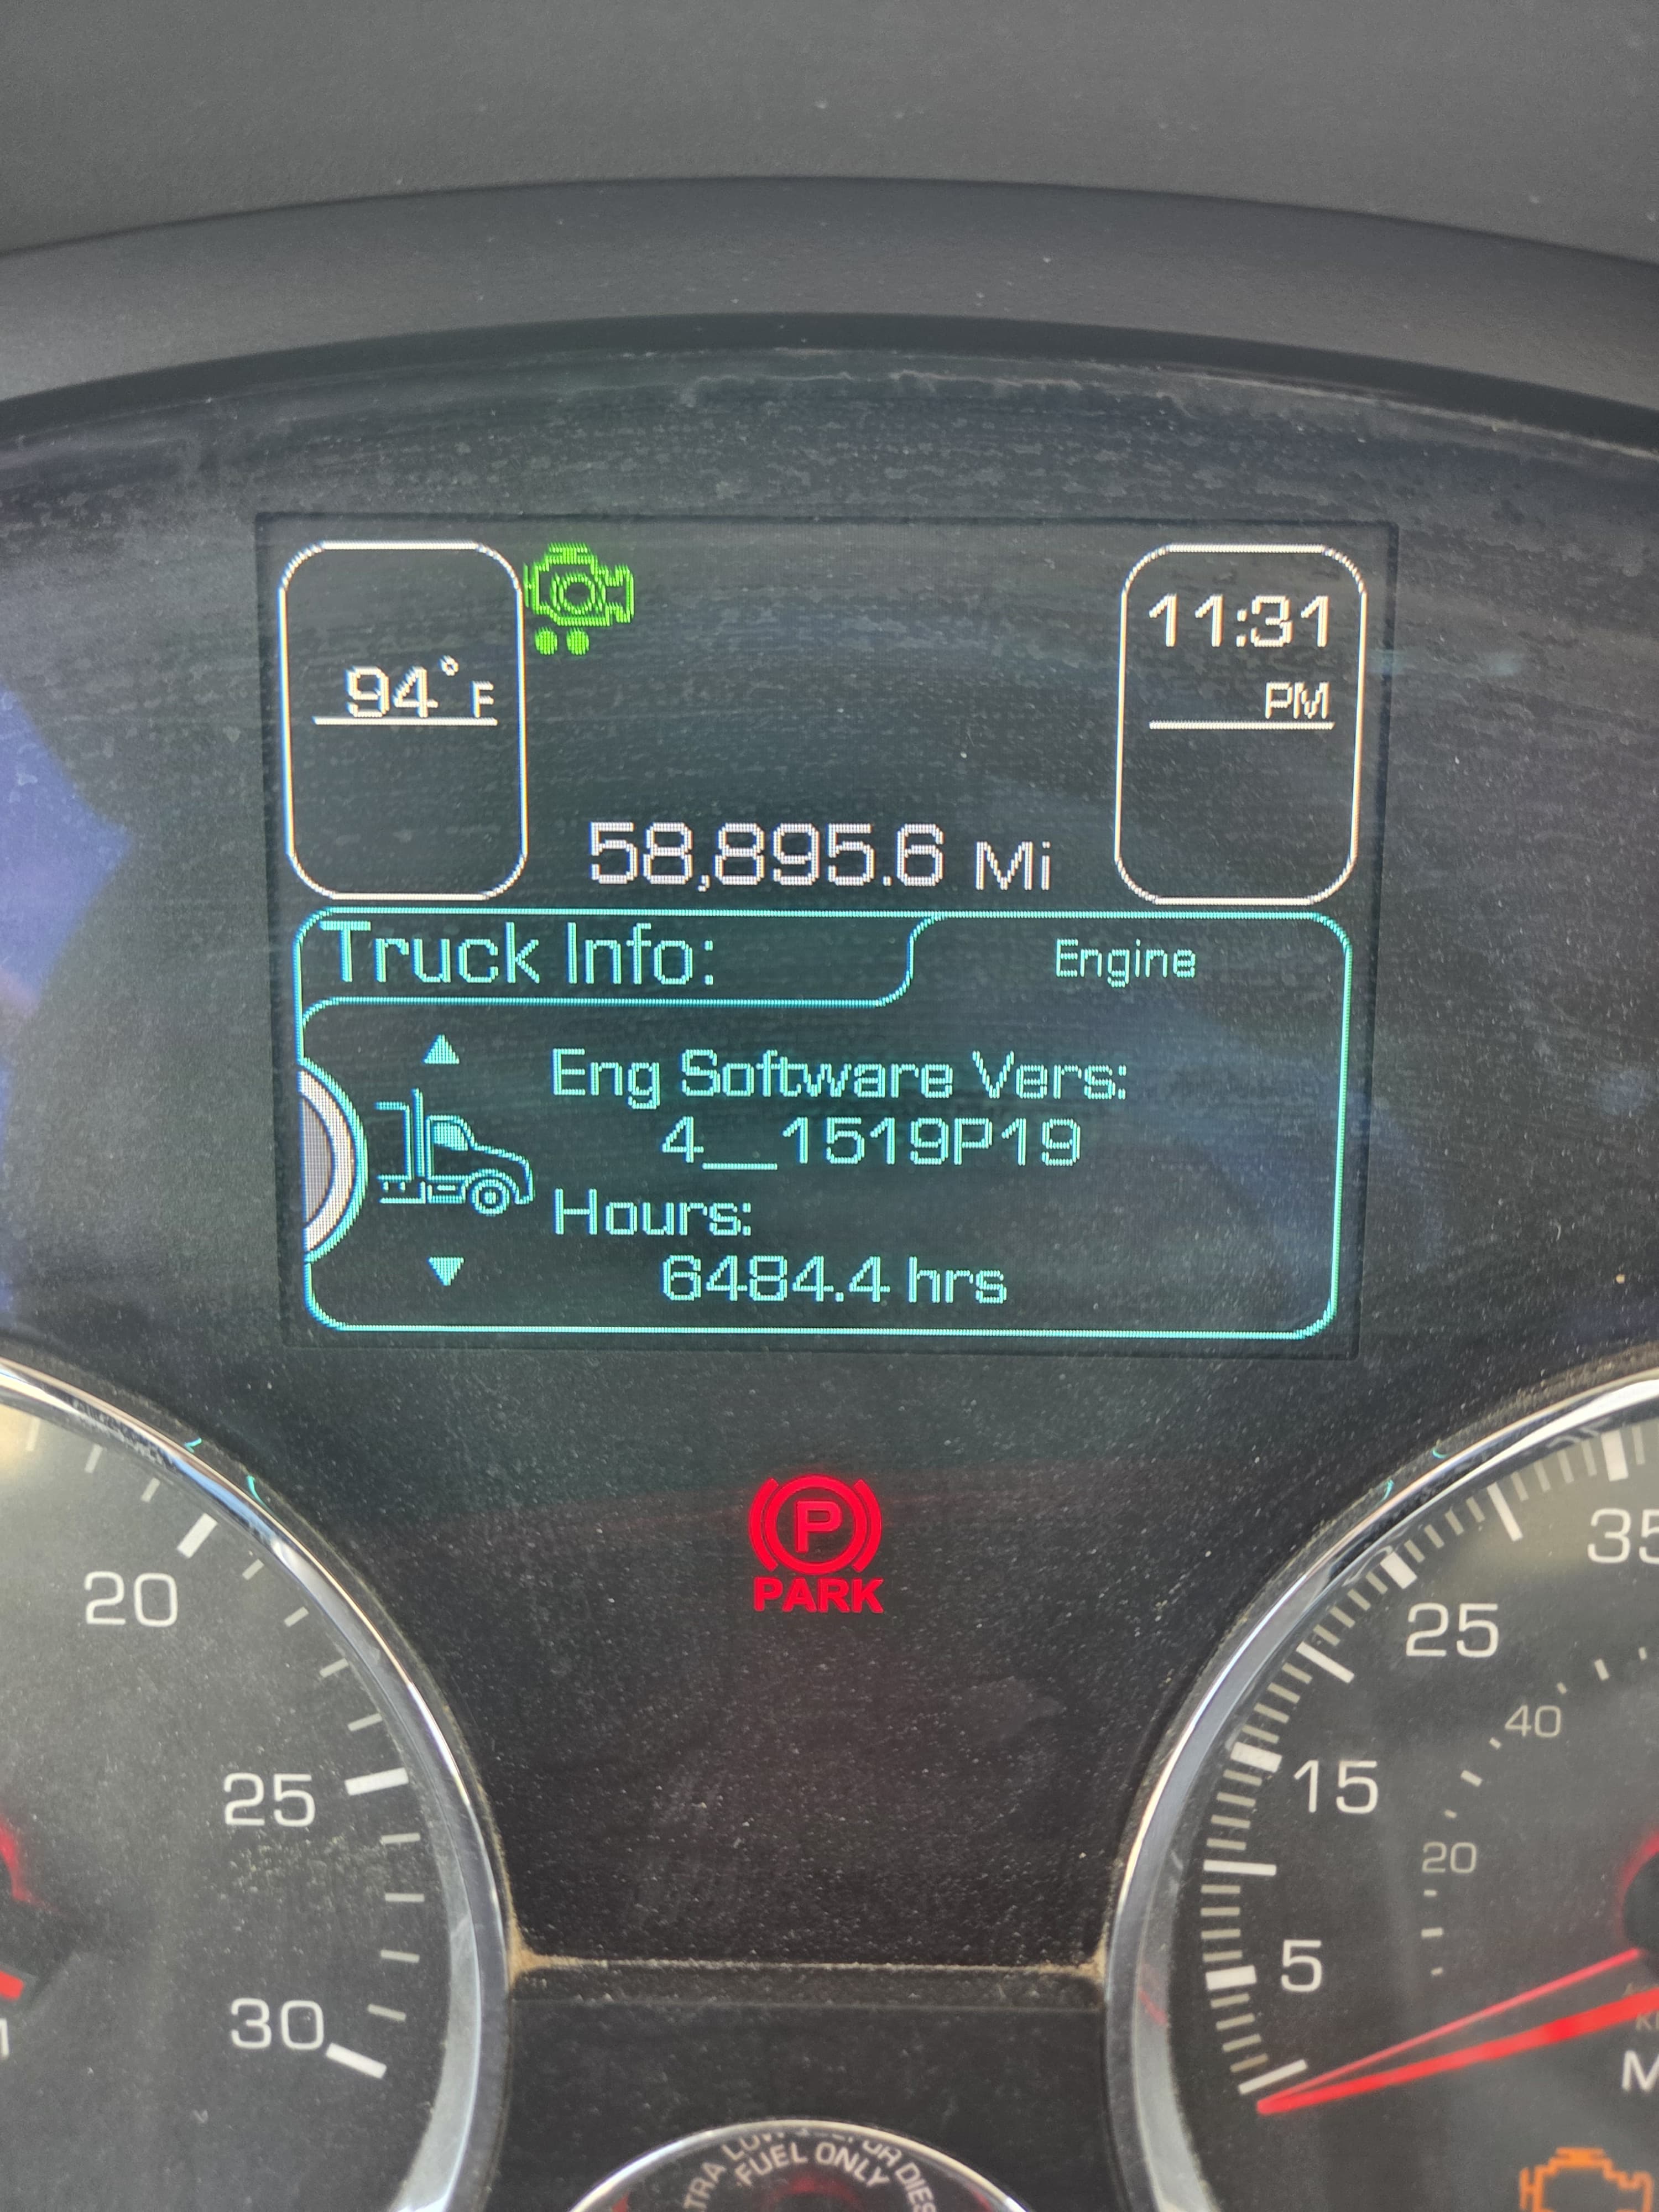 94°F
11:31
PM
58,895.6 Mi
Truck Info:
Engine
Eng Software Vers:
4__1519P19
Hours:
6484.4 hrs
P
PARK
20
25
30
35
25
15
5
40
20
FUEL ONLY